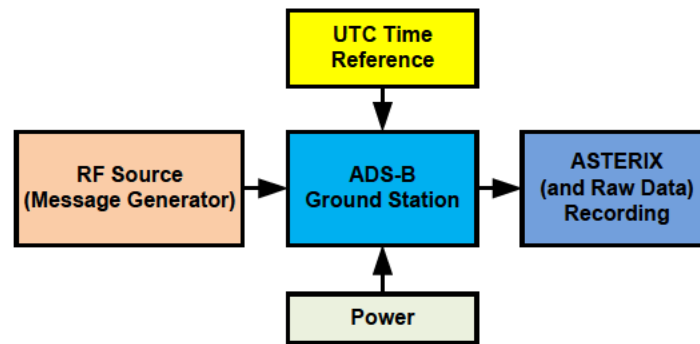 UTC Time
Reference
RF Source
(Message Generator)
ADS-B
Ground Station
ASTERIX
(and Raw Data)
Recording
Power